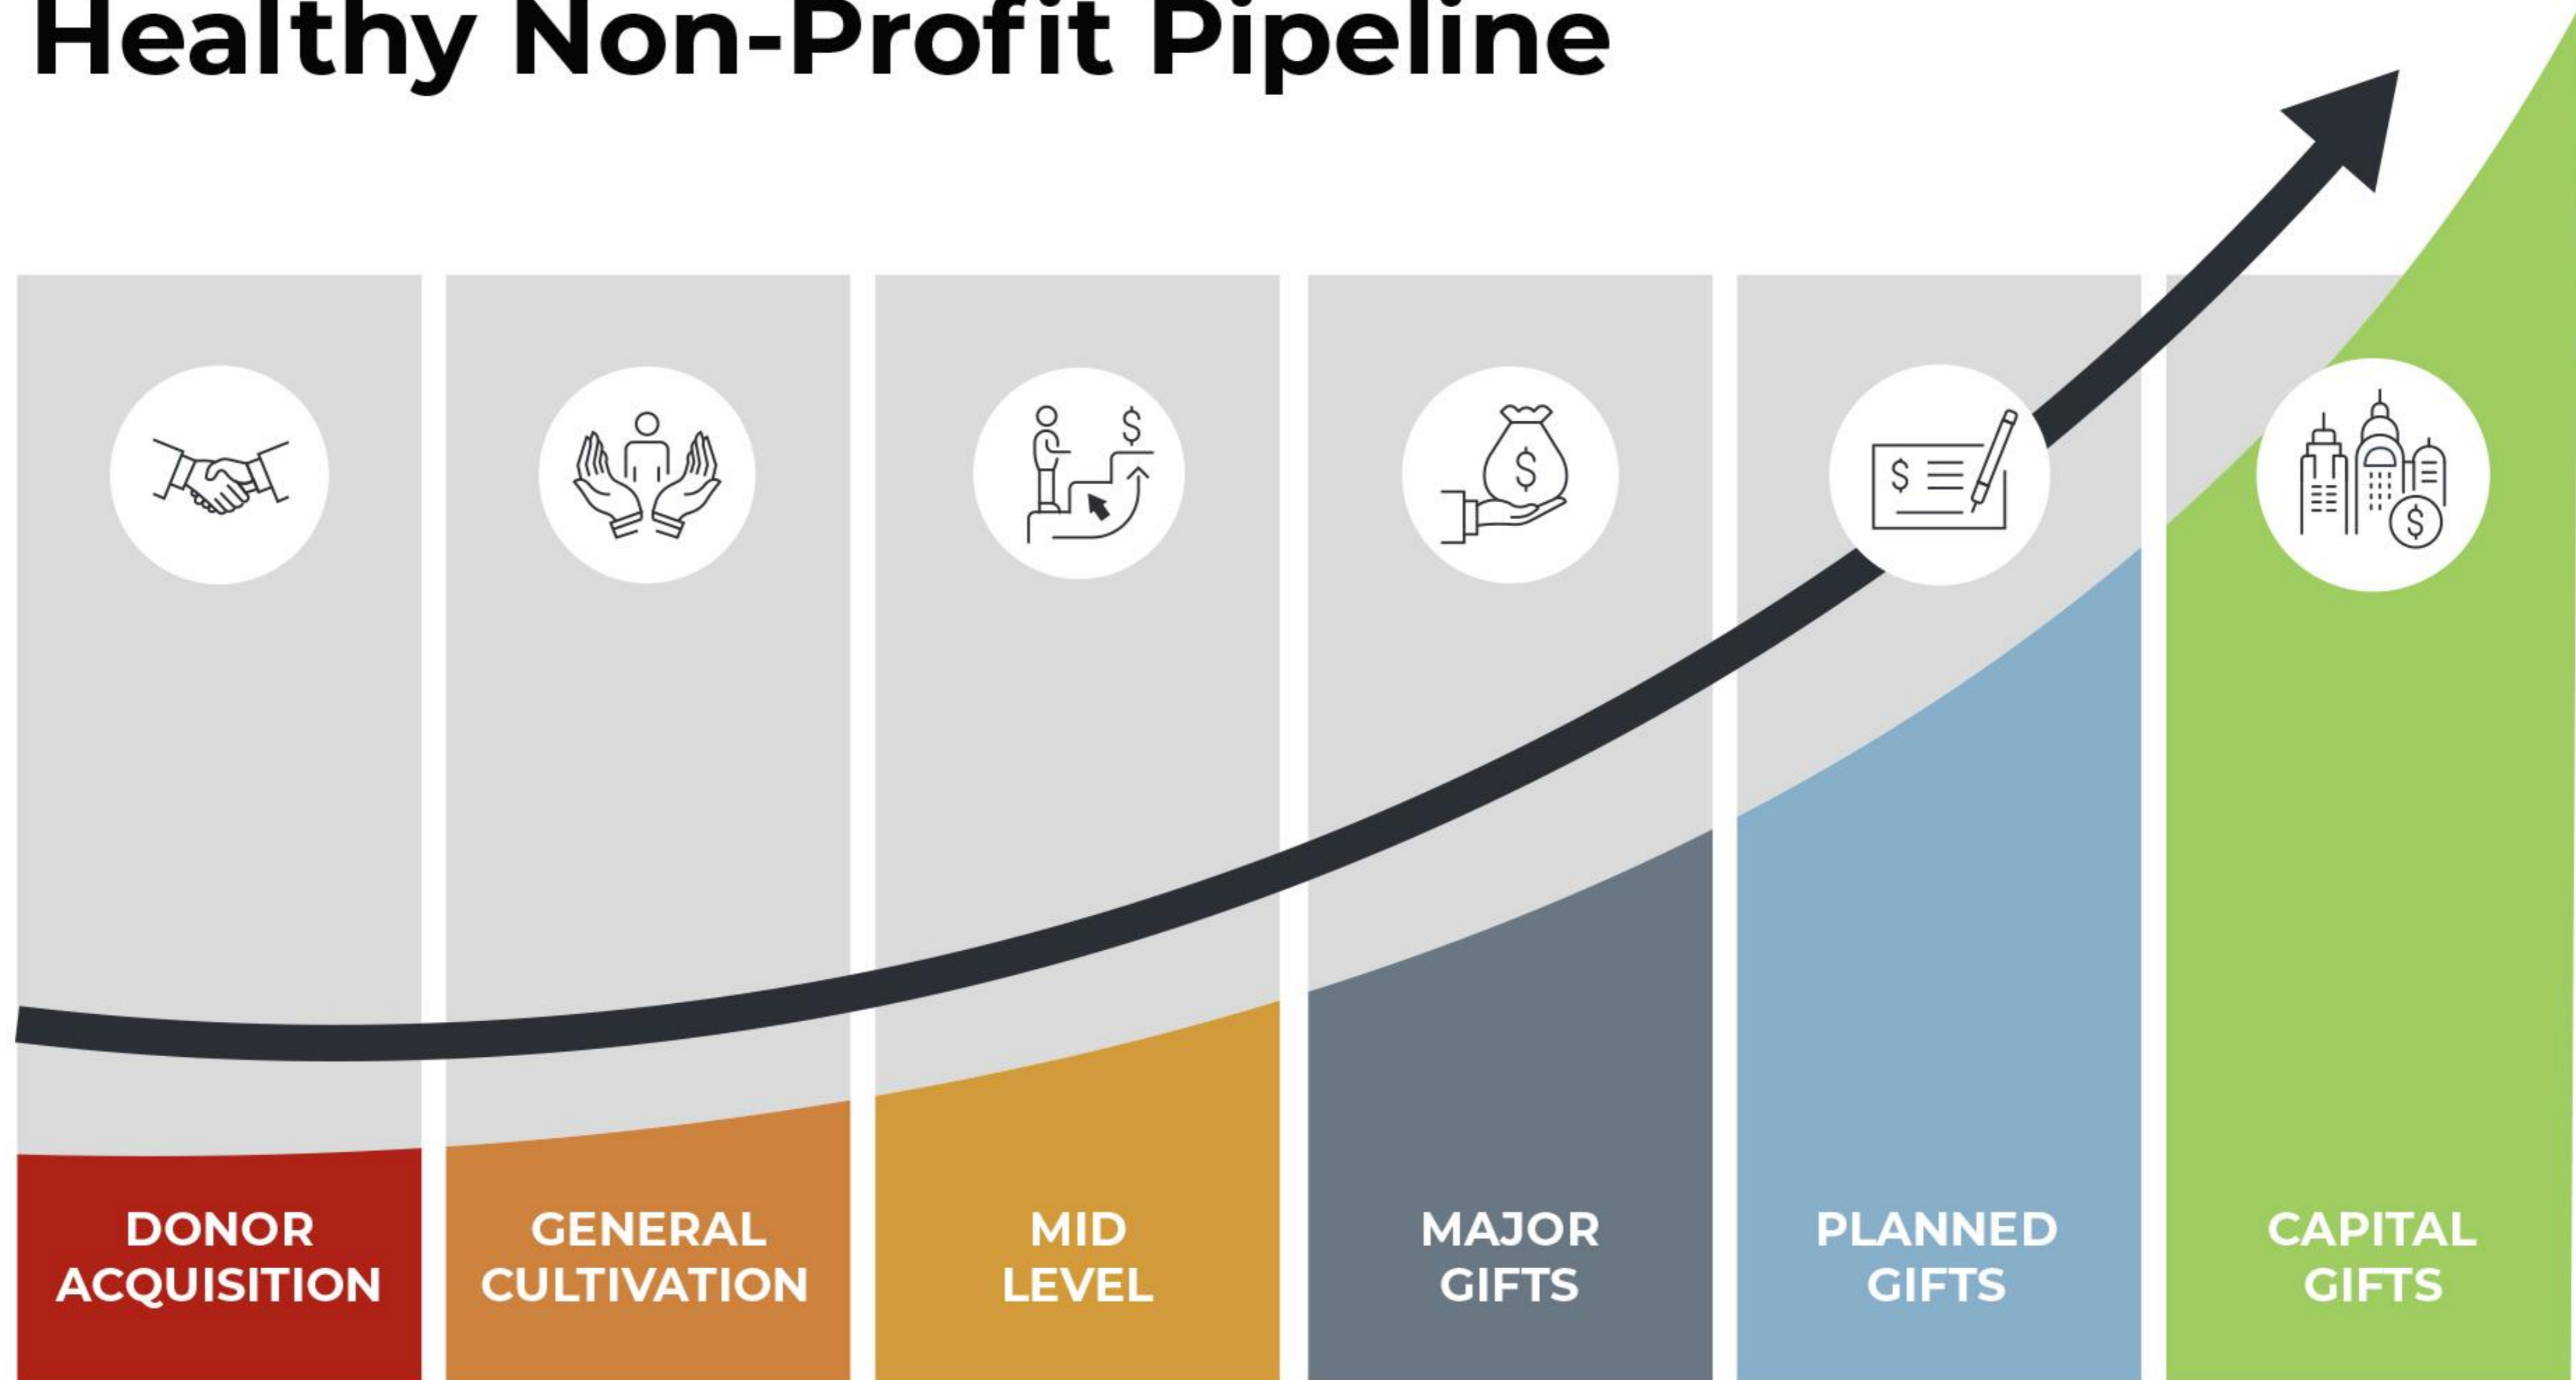 Healthy Non-Profit Pipeline
$
$
$
$
DONOR
ACQUISITION
GENERAL
CULTIVATION
MID
LEVEL
MAJOR
GIFTS
PLANNED
GIFTS
CAPITAL
GIFTS